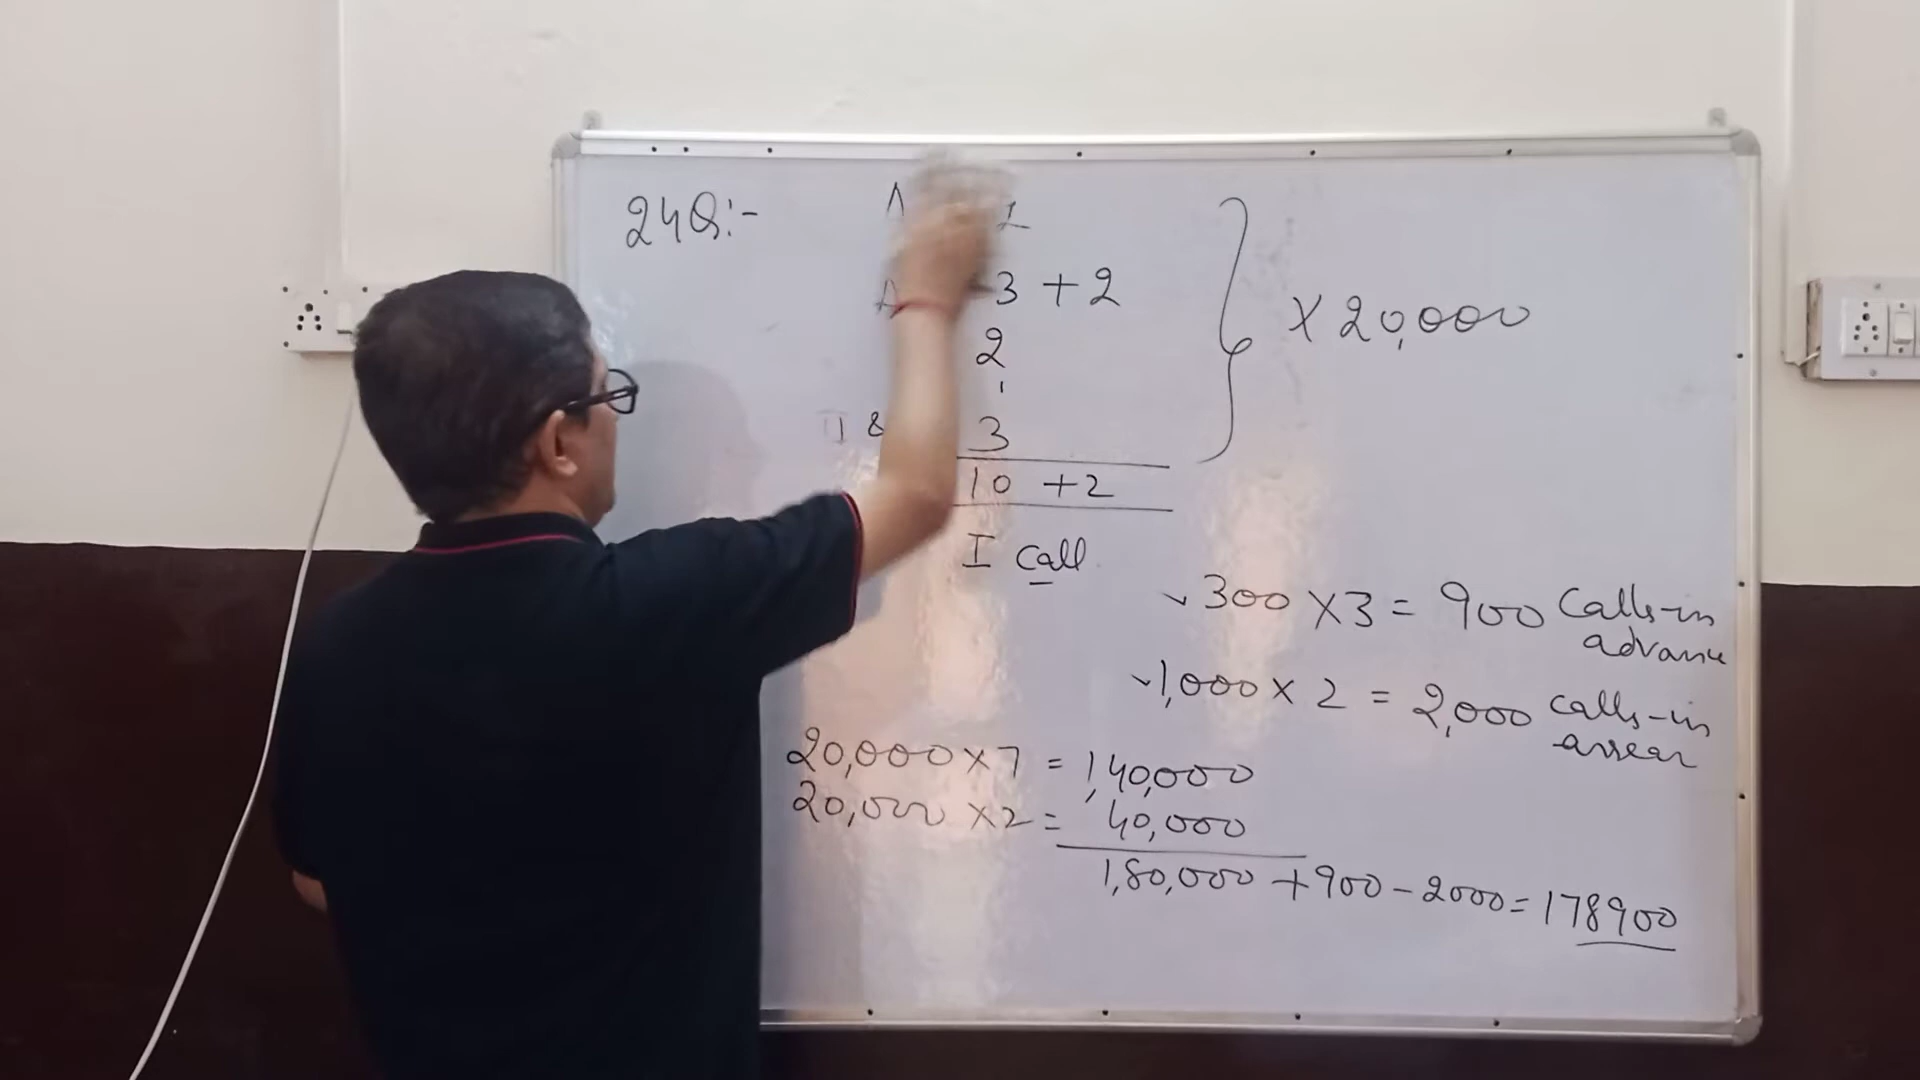 24Q:-
A 2
A 3 + 2
2
II & 3
10 + 2
} × 20,000
I call
300 × 3 = 900 Calls-in advance
1,000 × 2 = 2,000 calls-in arrear
20,000 × 7 = 1,40,000
20,000 × 2 = 40,000
1,80,000 + 900 - 2000 = 178900